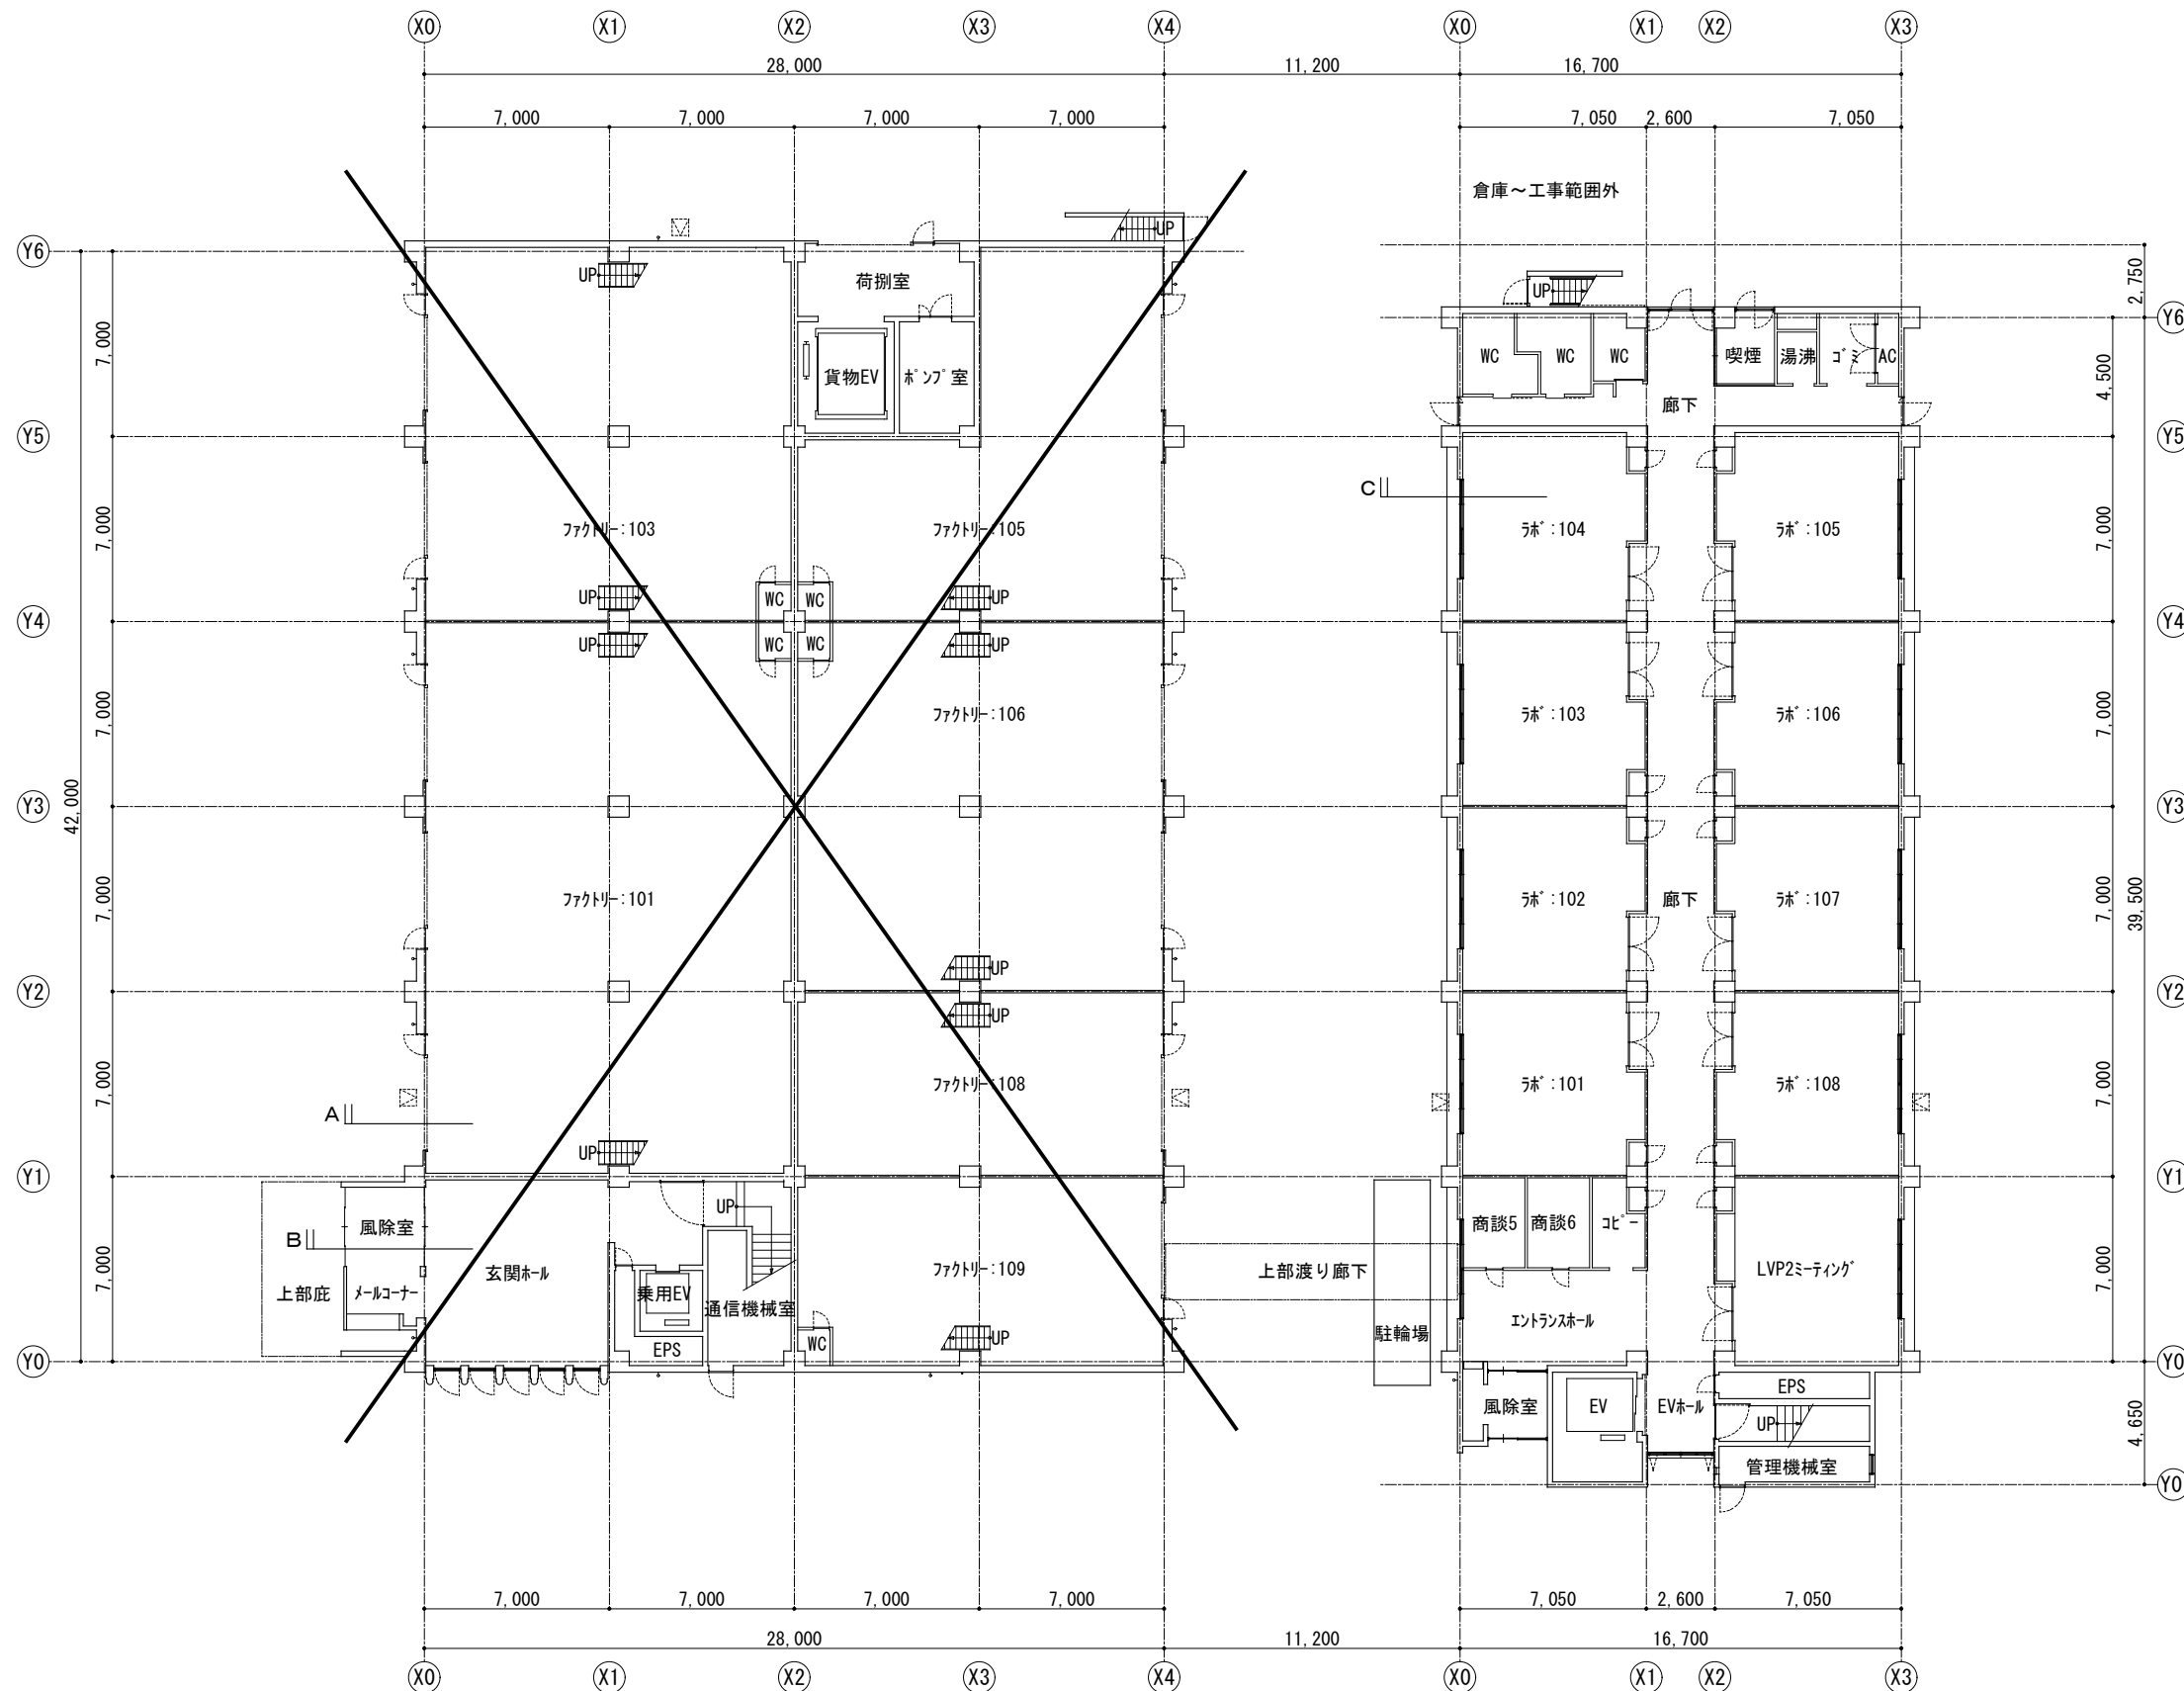 X0 X1 X2 X3 X4 X0 X1 X2 X3
28,000 11,200 16,700
7,000 7,000 7,000 7,000 7,050 2,600 7,050
倉庫～工事範囲外
UP
Y6 2,750
UP 荷捌室 UP Y6
7,000 貨物EV ﾎﾟﾝﾌﾟ室 WC WC WC 喫煙 湯沸 ｺﾞﾐ AC 4,500
廊下
Y5 Y5
C
7,000 ﾌｧｸﾄﾘｰ:103 ﾌｧｸﾄﾘｰ:105 ﾗﾎﾞ:104 ﾗﾎﾞ:105 7,000
UP WC WC UP
Y4 Y4
UP WC WC UP
7,000 ﾌｧｸﾄﾘｰ:106 ﾗﾎﾞ:103 ﾗﾎﾞ:106 7,000
42,000 Y3 Y3
7,000 ﾌｧｸﾄﾘｰ:101 ﾗﾎﾞ:102 廊下 ﾗﾎﾞ:107 7,000 39,500
UP
Y2 Y2
UP
7,000 ﾌｧｸﾄﾘｰ:108 ﾗﾎﾞ:101 ﾗﾎﾞ:108 7,000
A
UP
Y1 Y1
UP
風除室 商談5 商談6 ｺﾋﾟｰ
B
7,000 玄関ﾎｰﾙ ﾌｧｸﾄﾘｰ:109 上部渡り廊下 LVP2ﾐｰﾃｨﾝｸﾞ 7,000
上部庇 ﾒｰﾙｺｰﾅｰ 乗用EV 通信機械室 ｴﾝﾄﾗﾝｽﾎｰﾙ
EPS WC UP 駐輪場
Y0 Y0
EPS
風除室 EV EVﾎｰﾙ UP 4,650
管理機械室
Y0
7,000 7,000 7,000 7,000 7,050 2,600 7,050
28,000 11,200 16,700
X0 X1 X2 X3 X4 X0 X1 X2 X3